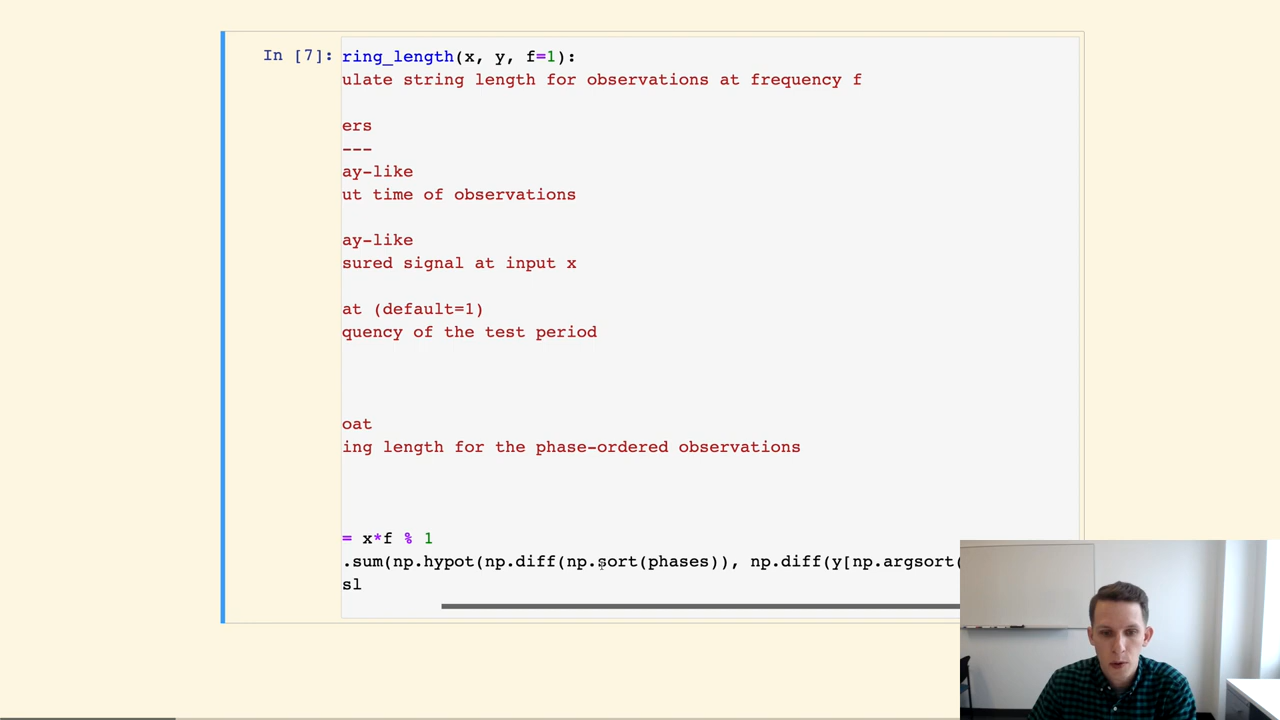 In [7]: ring_length(x, y, f=1):
ulate string length for observations at frequency f
ers
---
ay-like
ut time of observations
ay-like
sured signal at input x
at (default=1)
quency of the test period
oat
ing length for the phase-ordered observations
= x*f % 1
.sum(np.hypot(np.diff(np.sort(phases)), np.diff(y[np.argsort(
sl